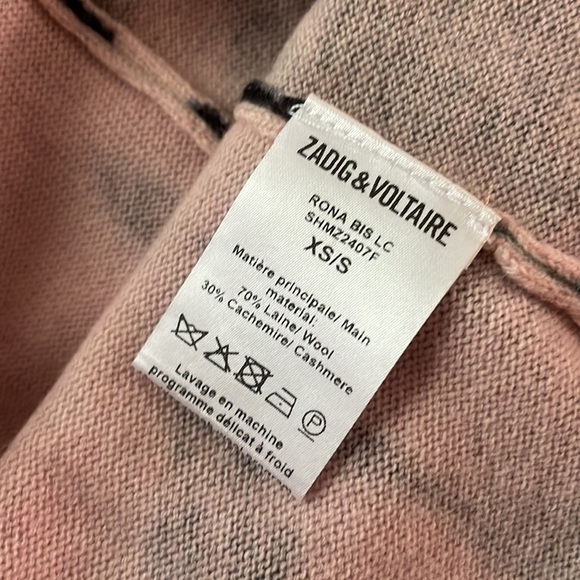 ZADIG&VOLTAIRE
RONA BIS LC
SHMZ2407F
XS/S
Matière principale/ Main
material:
70% Laine/ Wool
30% Cachemire/ Cashmere
P
Lavage en machine
programme délicat à froid